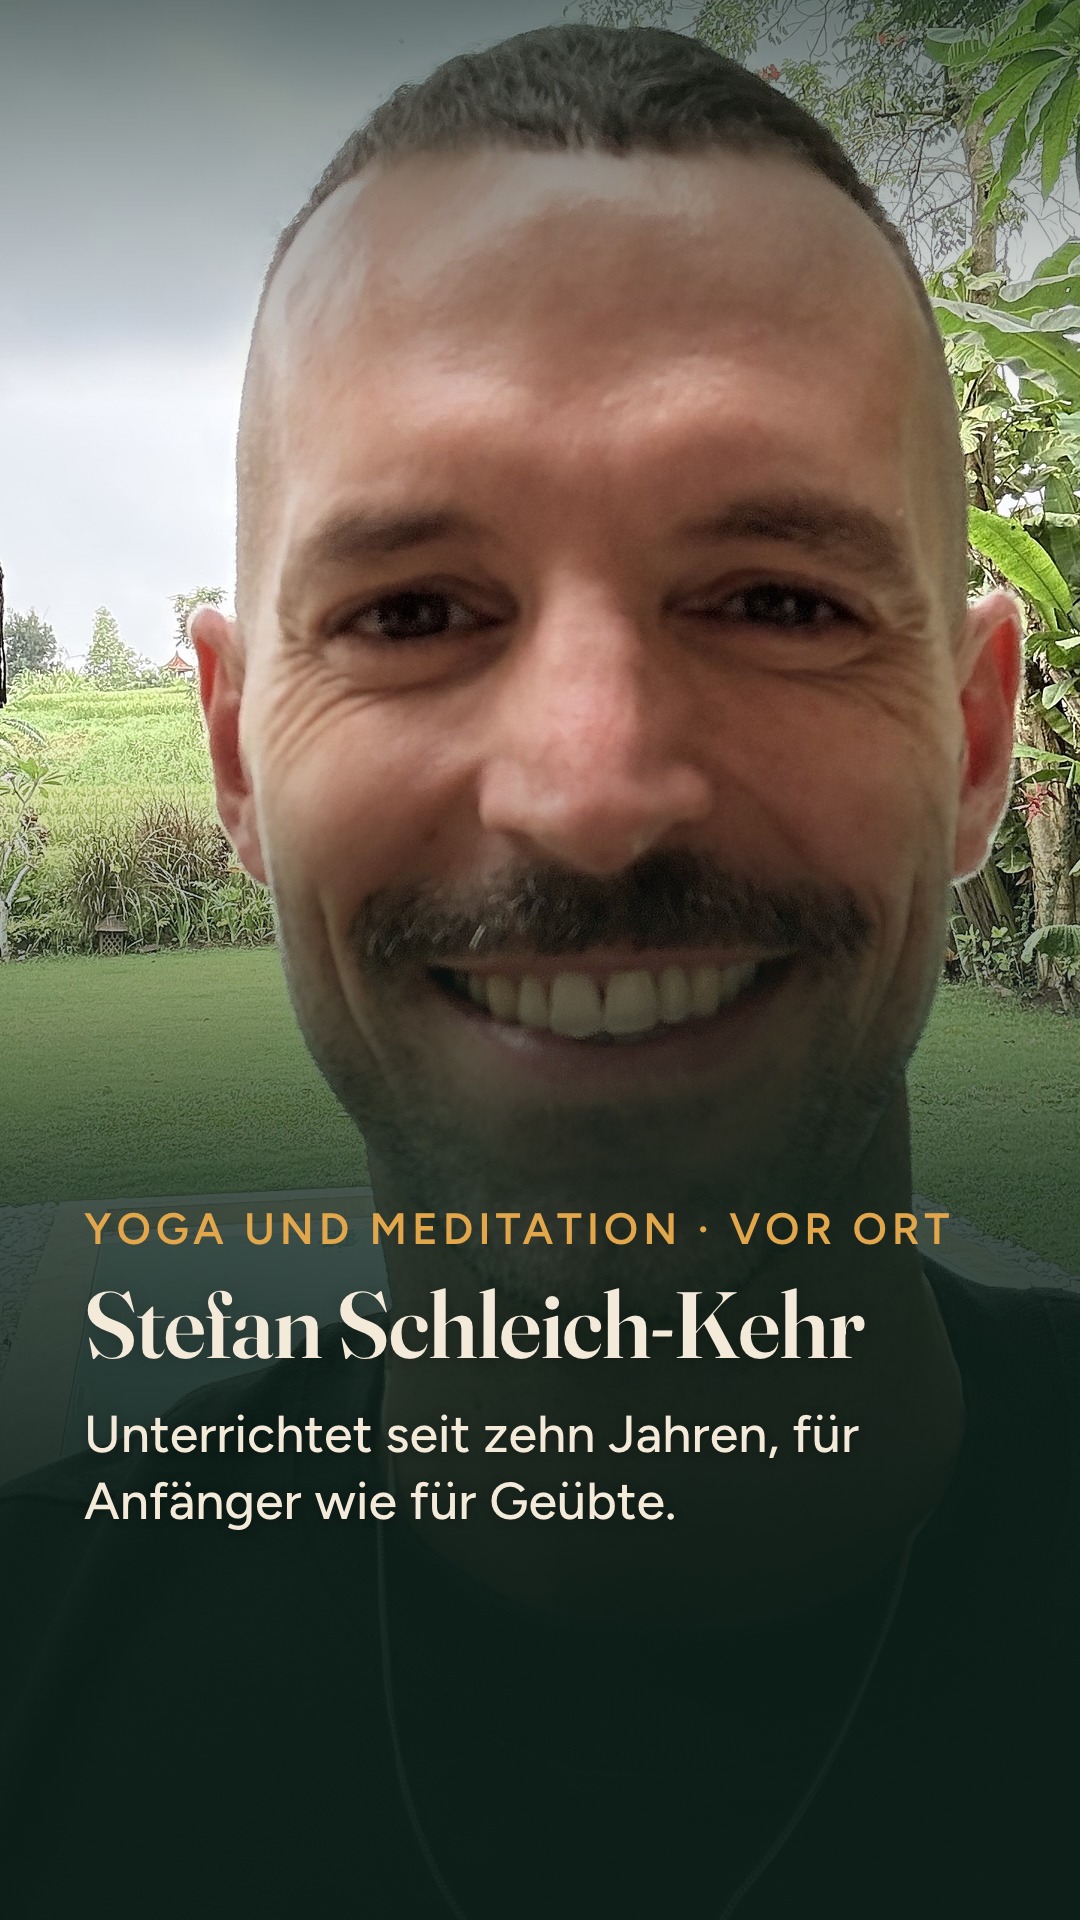 YOGA UND MEDITATION · VOR ORT
Stefan Schleich-Kehr
Unterrichtet seit zehn Jahren, für
Anfänger wie für Geübte.